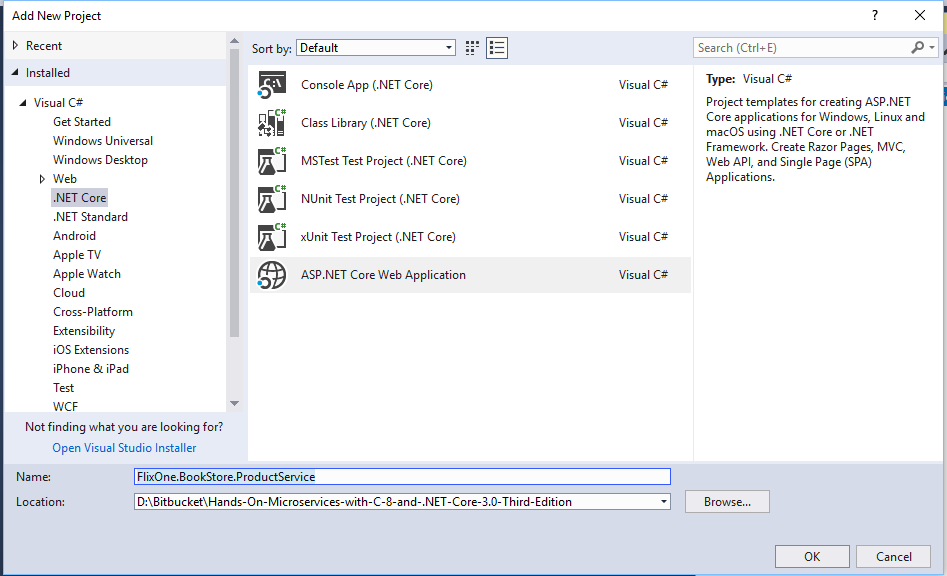 Add New Project
?
Recent
Installed
Visual C#
Get Started
Windows Universal
Windows Desktop
Web
.NET Core
.NET Standard
Android
Apple TV
Apple Watch
Cloud
Cross-Platform
Extensibility
iOS Extensions
iPhone & iPad
Test
WCF
Not finding what you are looking for?
Open Visual Studio Installer
Sort by: Default
Console App (.NET Core) Visual C#
Class Library (.NET Core) Visual C#
MSTest Test Project (.NET Core) Visual C#
NUnit Test Project (.NET Core) Visual C#
xUnit Test Project (.NET Core) Visual C#
ASP.NET Core Web Application Visual C#
Search (Ctrl+E)
Type: Visual C#
Project templates for creating ASP.NET
Core applications for Windows, Linux and
macOS using .NET Core or .NET
Framework. Create Razor Pages, MVC,
Web API, and Single Page (SPA)
Applications.
Name: FlixOne.BookStore.ProductService
Location: D:\Bitbucket\Hands-On-Microservices-with-C-8-and-.NET-Core-3.0-Third-Edition
Browse...
OK
Cancel